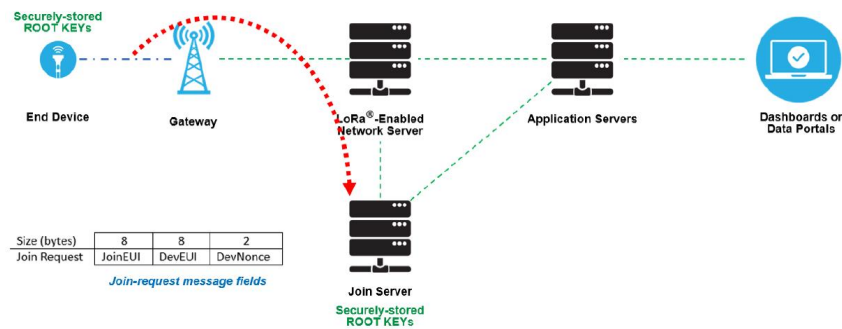 Securely-stored
ROOT KEYs
End Device
Gateway
LoRa®-Enabled
Network Server
Application Servers
Dashboards or
Data Portals
Size (bytes) 8 8 2
Join Request JoinEUI DevEUI DevNonce
Join-request message fields
Join Server
Securely-stored
ROOT KEYs